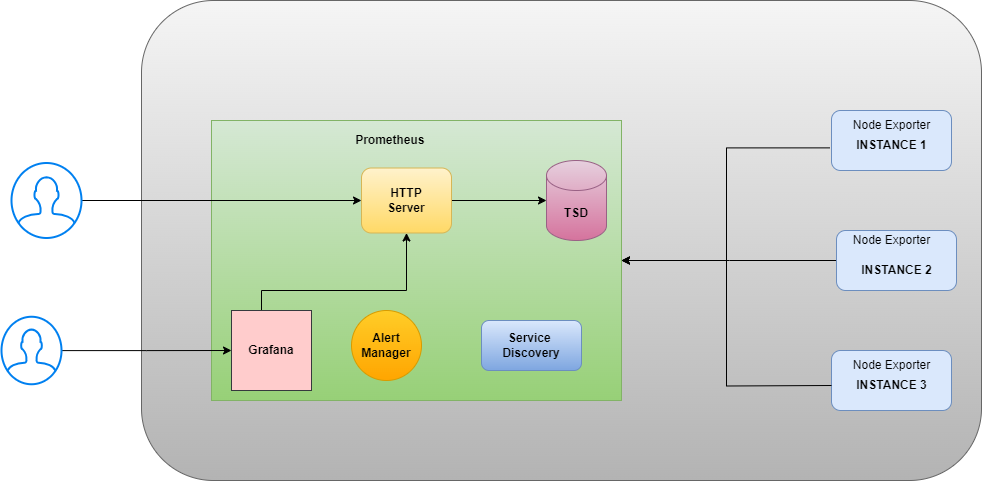 Prometheus
HTTP
Server
TSD
Grafana
Alert
Manager
Service
Discovery
Node Exporter
INSTANCE 1
Node Exporter
INSTANCE 2
Node Exporter
INSTANCE 3